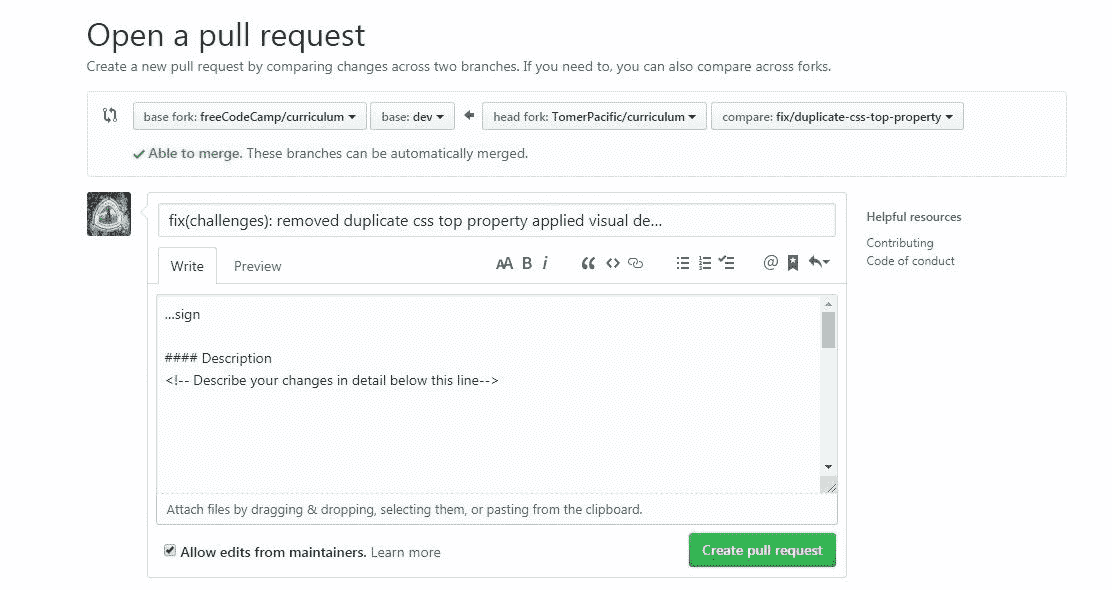 Open a pull request
Create a new pull request by comparing changes across two branches. If you need to, you can also compare across forks.
base fork: freeCodeCamp/curriculum base: dev head fork: TomerPacific/curriculum compare: fix/duplicate-css-top-property
Able to merge. These branches can be automatically merged.
fix(challenges): removed duplicate css top property applied visual de...
Helpful resources
Contributing
Code of conduct
Write Preview AA B i @
...sign
#### Description
<!-- Describe your changes in detail below this line-->
Attach files by dragging & dropping, selecting them, or pasting from the clipboard.
Allow edits from maintainers. Learn more
Create pull request